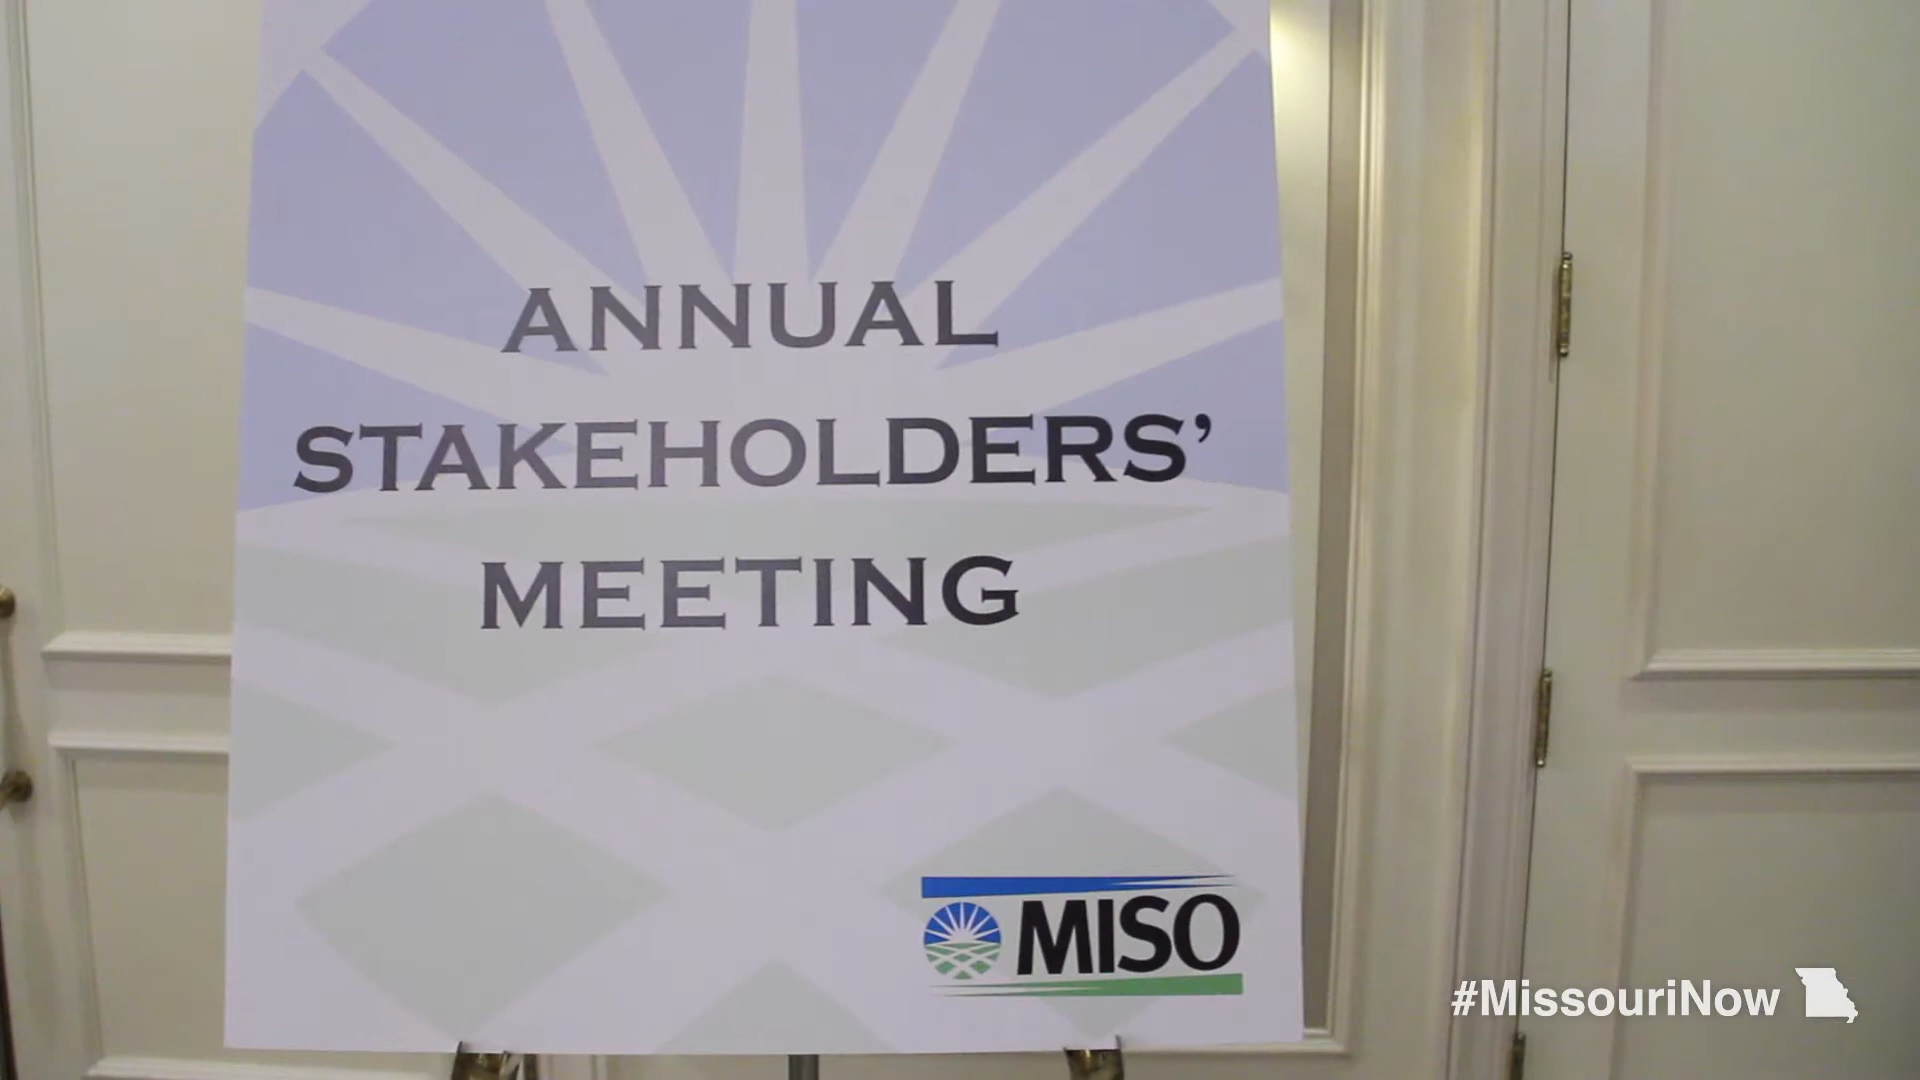 ANNUAL
STAKEHOLDERS’
MEETING
MISO
#MissouriNow